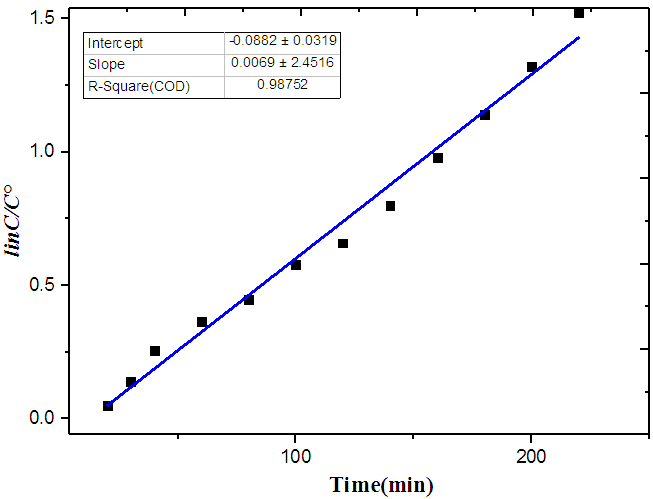 1.5
Intercept -0.0882 ± 0.0319
Slope 0.0069 ± 2.4516
R-Square(COD) 0.98752
1.0
linC/C°
0.5
0.0
100 200
Time(min)